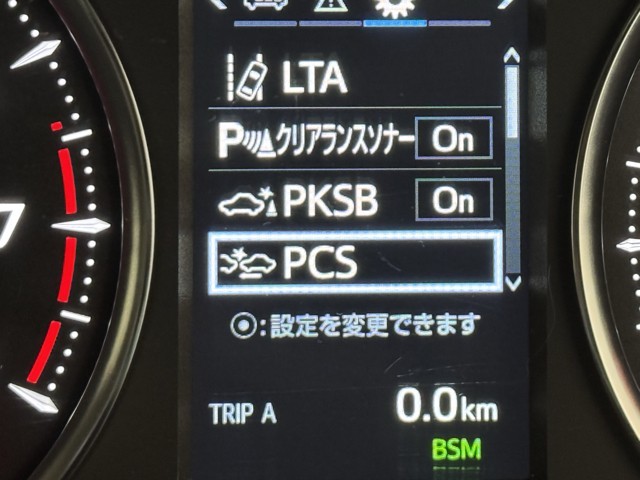 LTA
クリアランスソナー On
PKSB On
PCS
⦿:設定を変更できます
TRIP A 0.0km
BSM
7